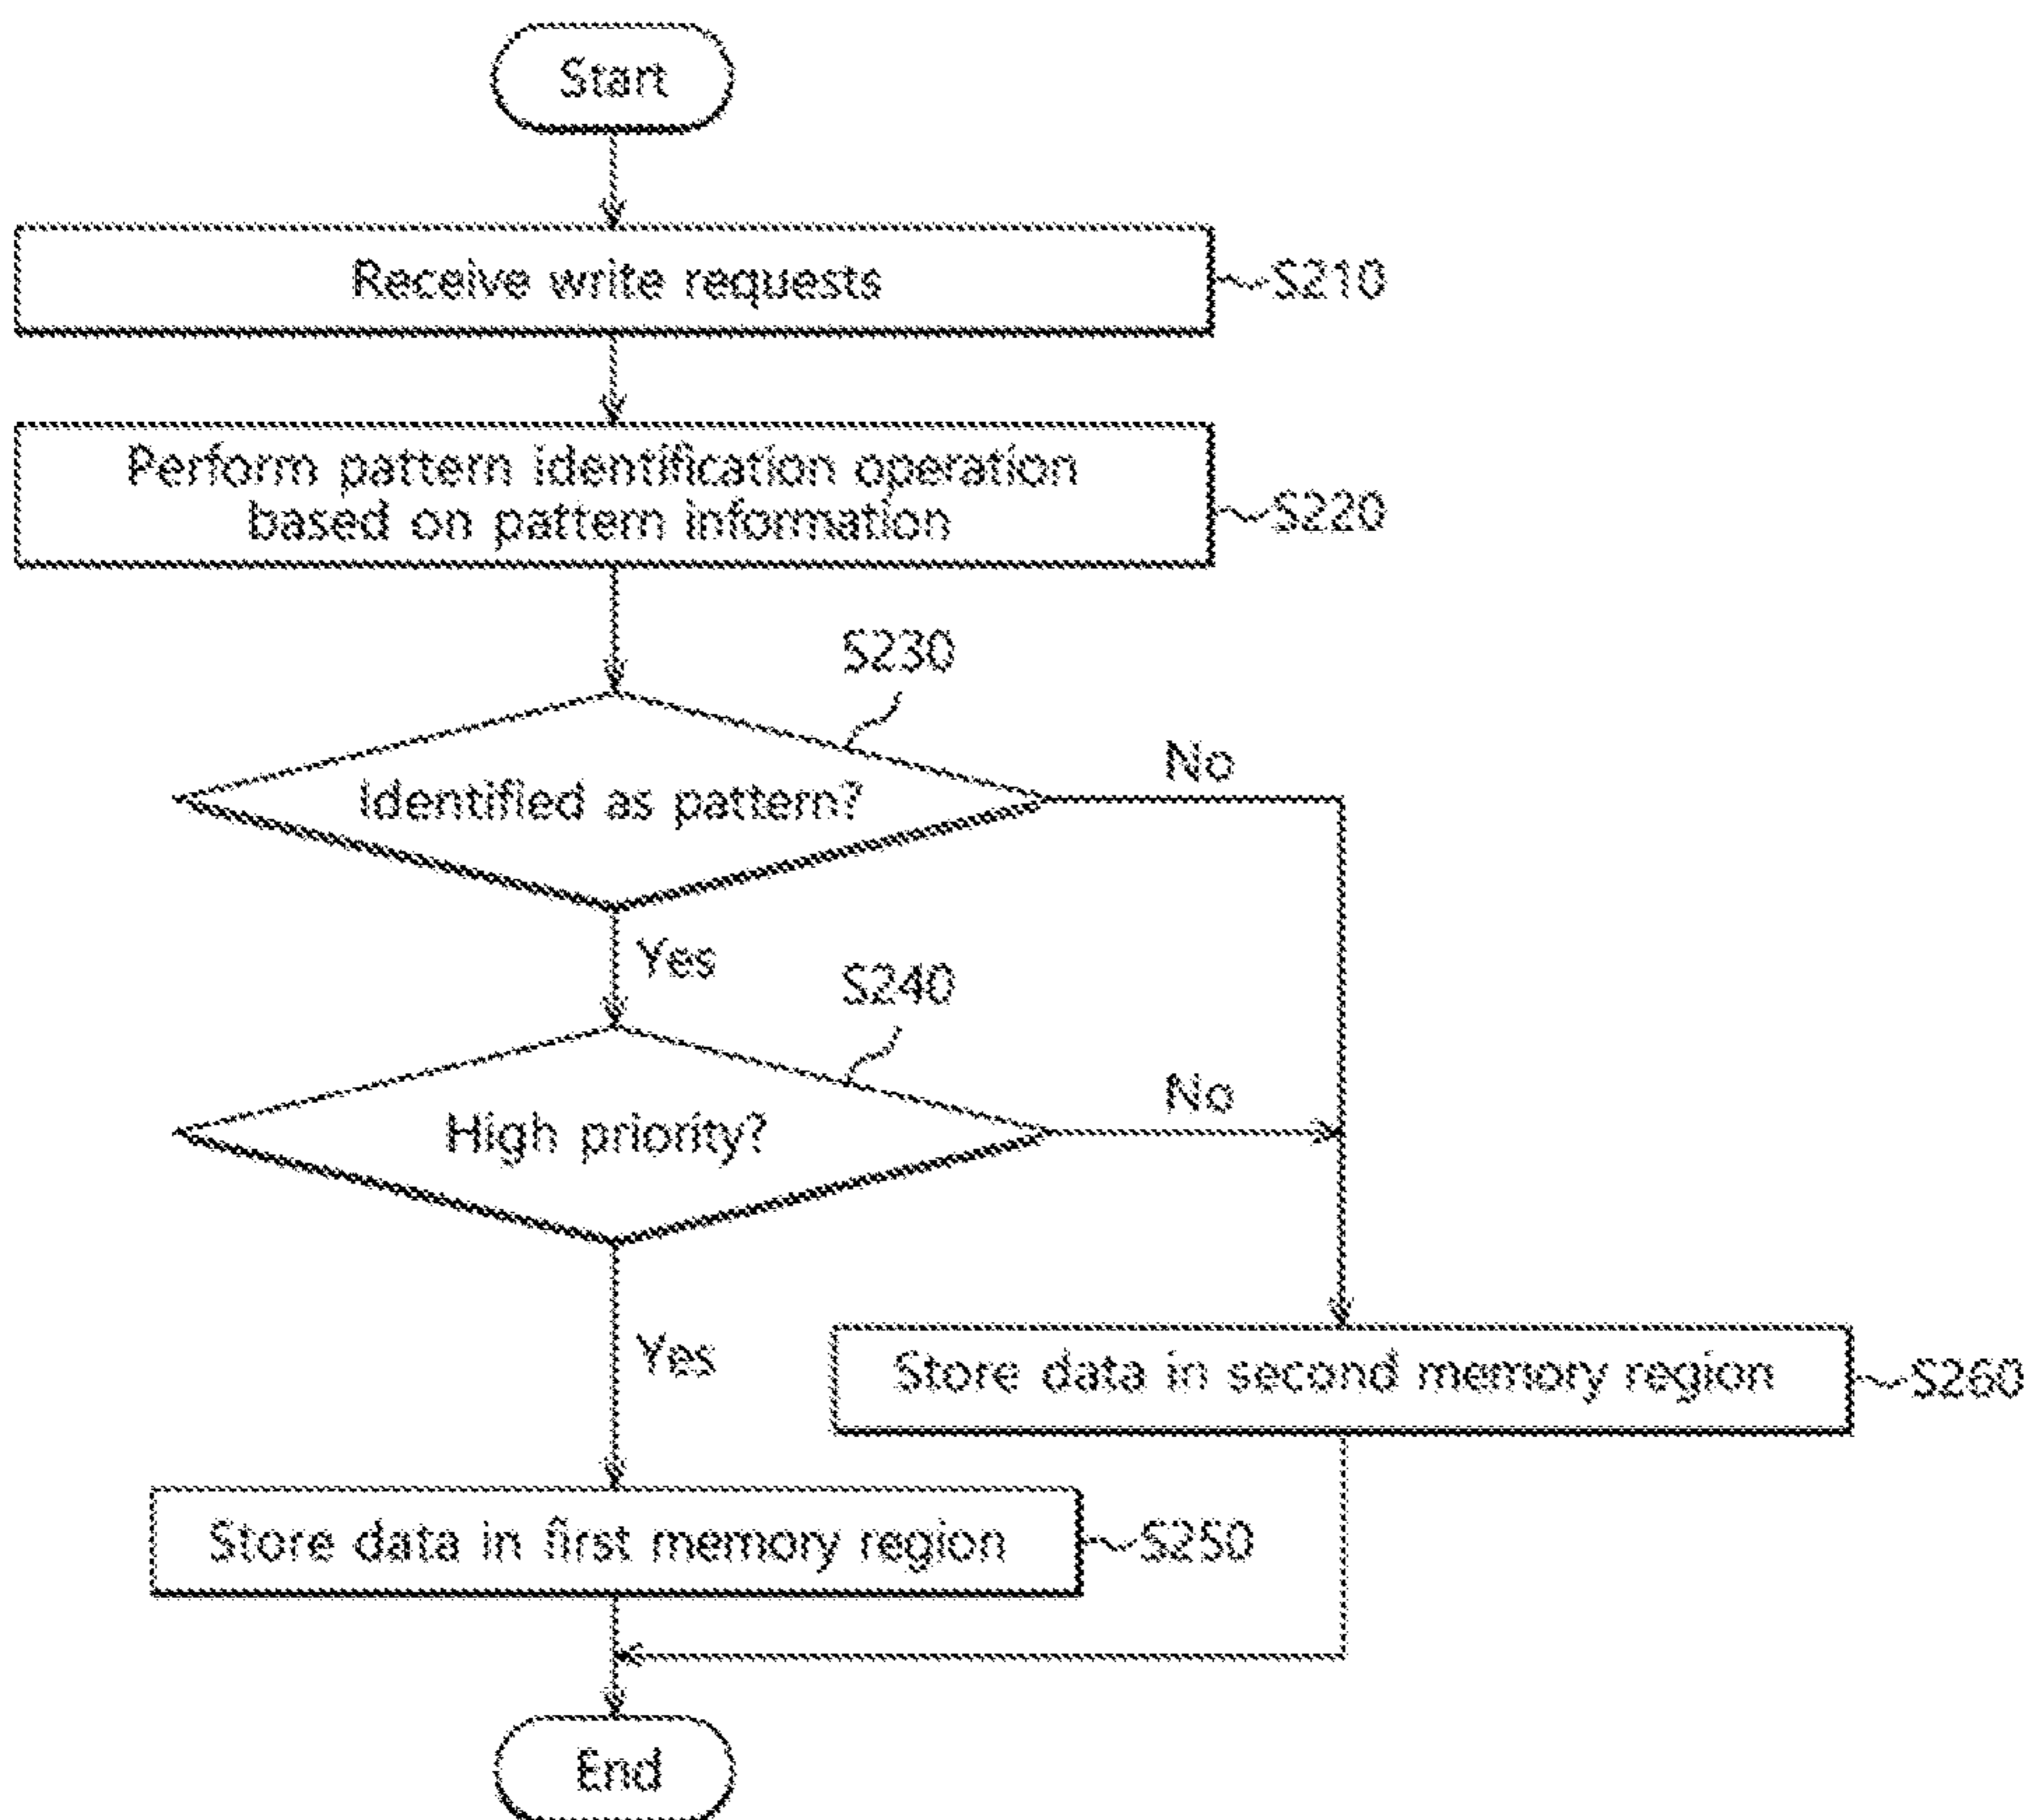 Start
Receive write requests
S210
Perform pattern identification operation
based on pattern information
S220
S230
Identified as pattern?
No
Yes
S240
High priority?
No
Yes
Store data in second memory region
S260
Store data in first memory region
S250
End